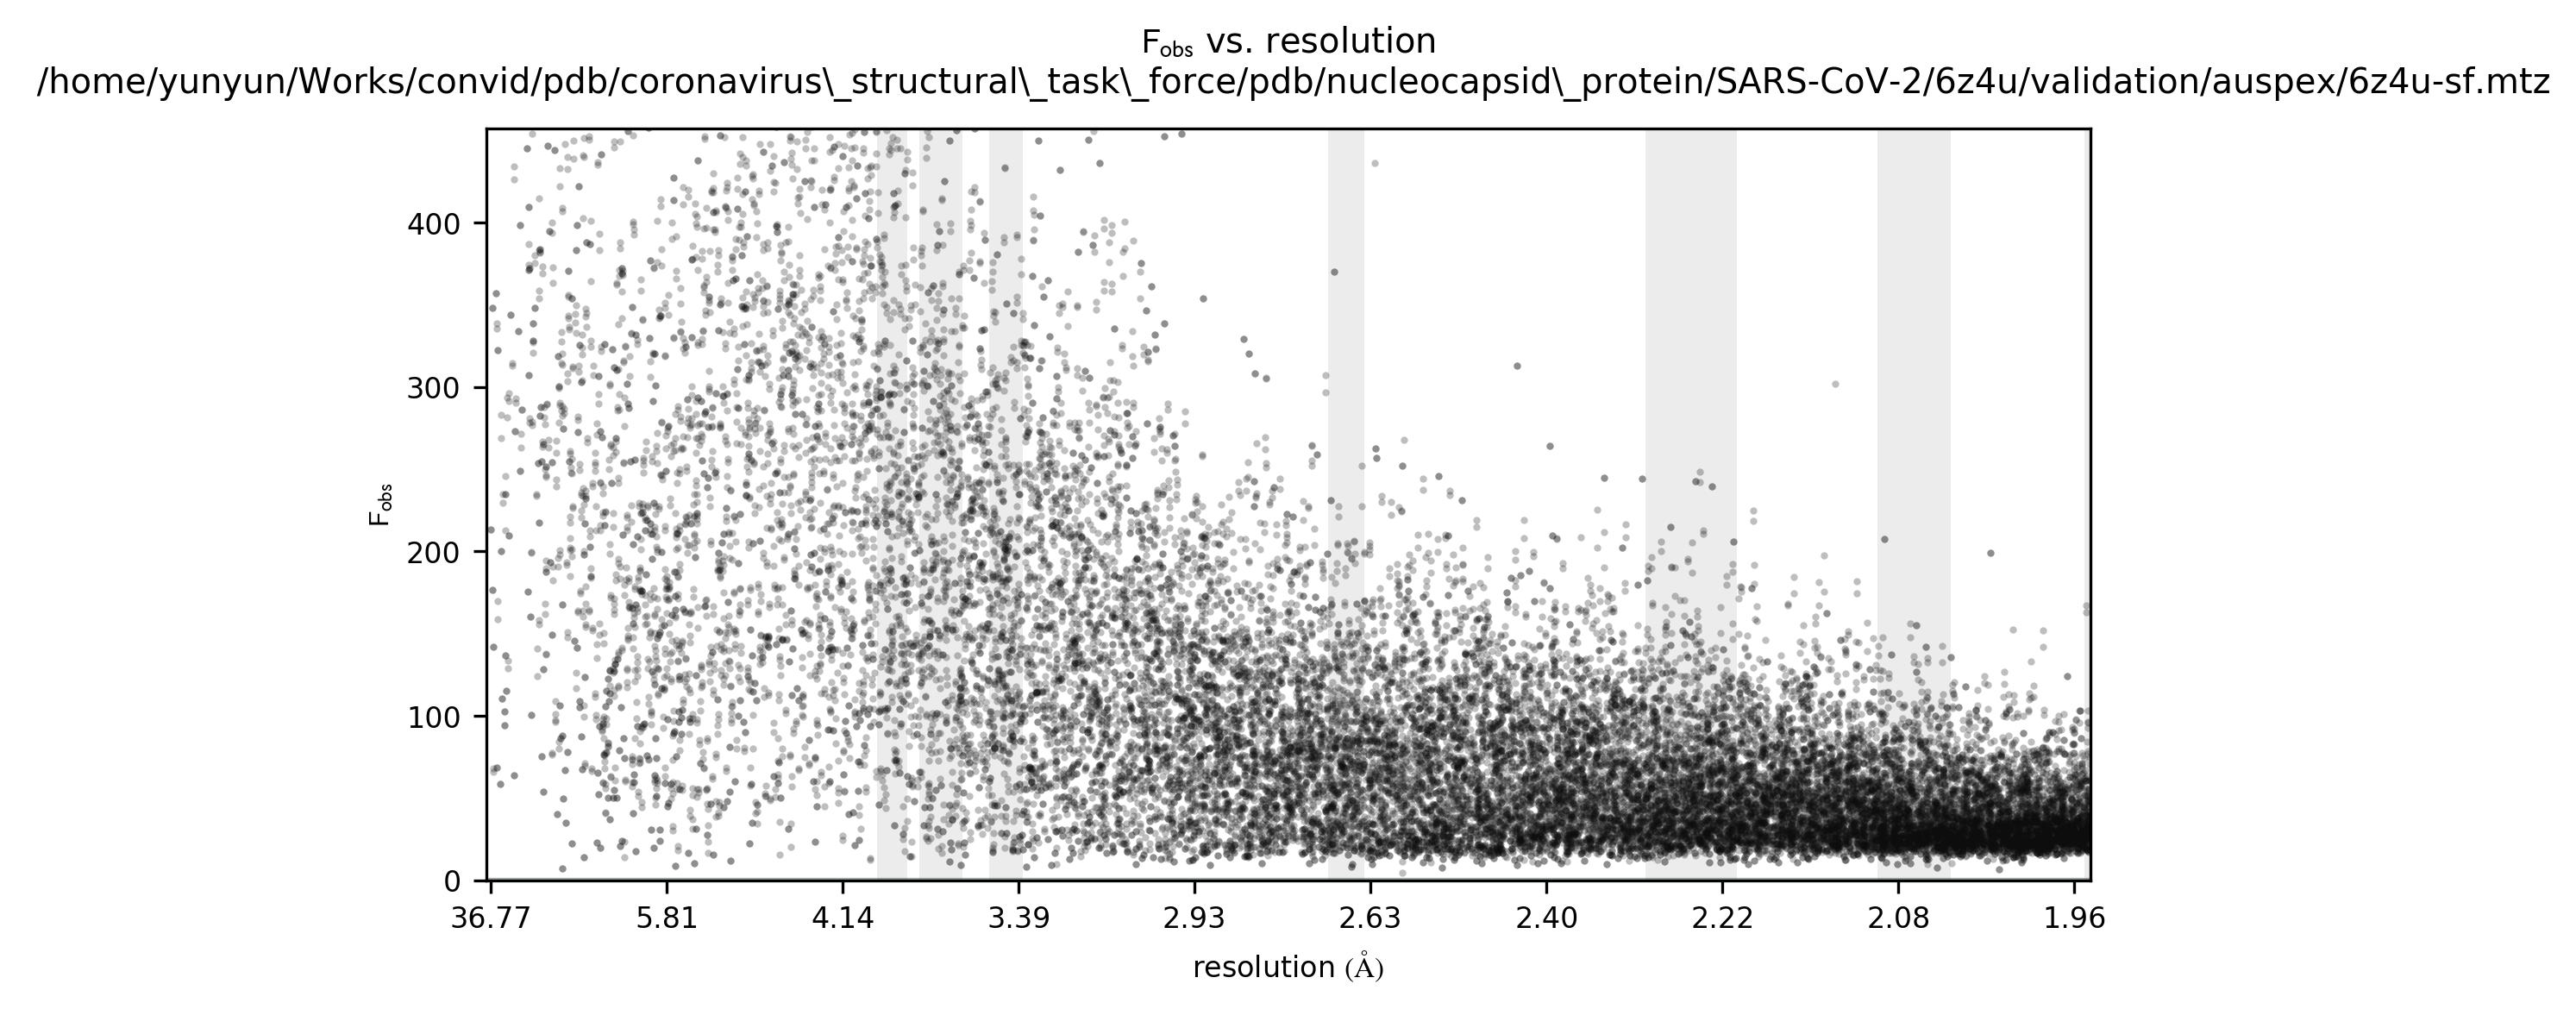 F_obs vs. resolution
/home/yunyun/Works/convid/pdb/coronavirus\_structural\_task\_force/pdb/nucleocapsid\_protein/SARS-CoV-2/6z4u/validation/auspex/6z4u-sf.mtz
400
300
200
100
0
F_obs
36.77 5.81 4.14 3.39 2.93 2.63 2.40 2.22 2.08 1.96
resolution (Å)